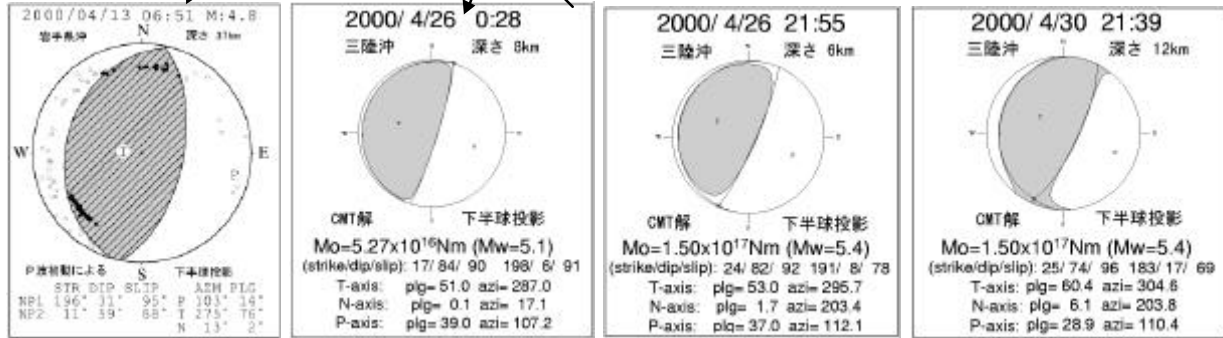 2000/04/13 06:51 M:4.8
岩手県沖 N 深さ 37km
W T E
P
P波初動による S 下半球投影
STR DIP SLIP AZM PLG
NP1 196° 31° 95° P 103° 14°
NP2 11° 59° 88° T 275° 76°
N 13° 2°
2000/ 4/26 0:28
三陸沖 深さ 8km
CMT解 下半球投影
Mo=5.27x10¹⁶Nm (Mw=5.1)
(strike/dip/slip): 17/ 84/ 90 198/ 6/ 91
T-axis: plg= 51.0 azi= 287.0
N-axis: plg= 0.1 azi= 17.1
P-axis: plg= 39.0 azi= 107.2
2000/ 4/26 21:55
三陸沖 深さ 6km
CMT解 下半球投影
Mo=1.50x10¹⁷Nm (Mw=5.4)
(strike/dip/slip): 24/ 82/ 92 191/ 8/ 78
T-axis: plg= 53.0 azi= 295.7
N-axis: plg= 1.7 azi= 203.4
P-axis: plg= 37.0 azi= 112.1
2000/ 4/30 21:39
三陸沖 深さ 12km
CMT解 下半球投影
Mo=1.50x10¹⁷Nm (Mw=5.4)
(strike/dip/slip): 25/ 74/ 96 183/ 17/ 69
T-axis: plg= 60.4 azi= 304.6
N-axis: plg= 6.1 azi= 203.8
P-axis: plg= 28.9 azi= 110.4